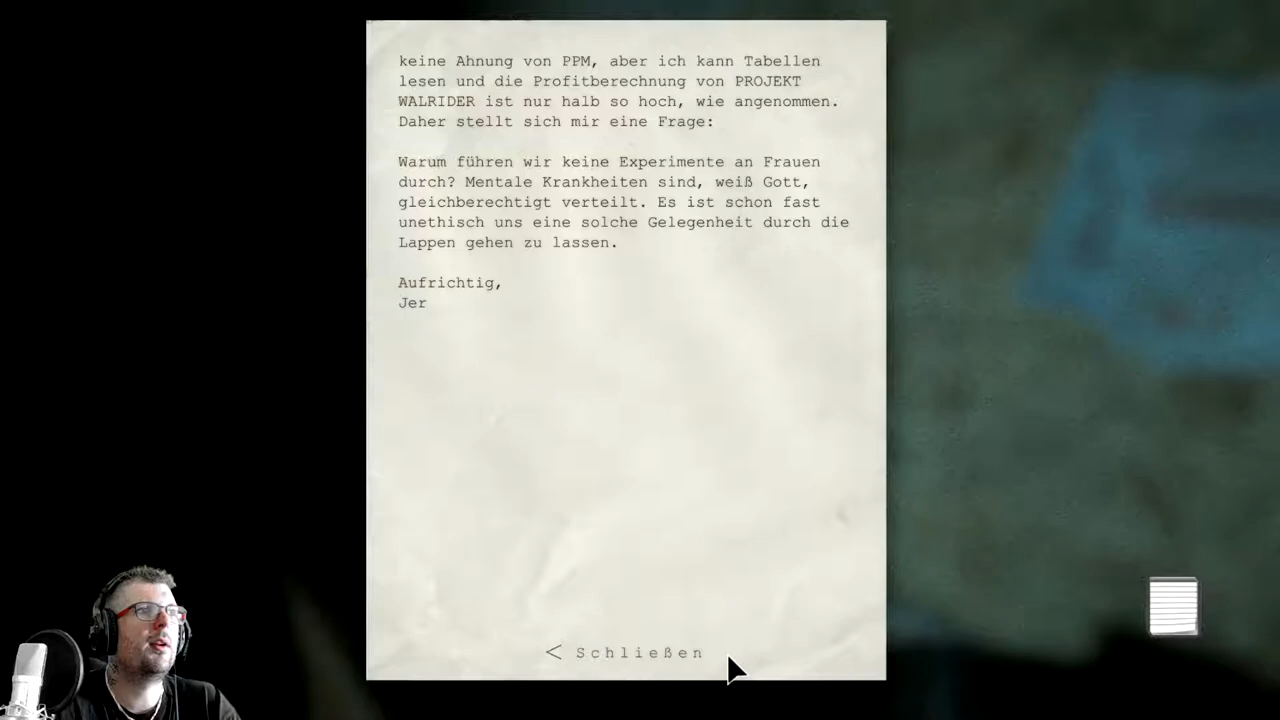 keine Ahnung von PPM, aber ich kann Tabellen
lesen und die Profitberechnung von PROJEKT
WALRIDER ist nur halb so hoch, wie angenommen.
Daher stellt sich mir eine Frage:
Warum führen wir keine Experimente an Frauen
durch? Mentale Krankheiten sind, weiß Gott,
gleichberechtigt verteilt. Es ist schon fast
unethisch uns eine solche Gelegenheit durch die
Lappen gehen zu lassen.
Aufrichtig,
Jer
< Schließen